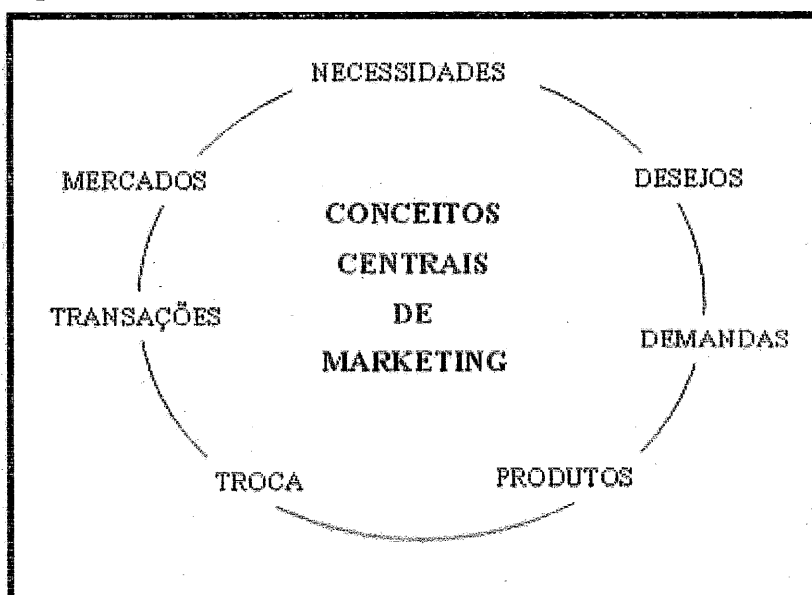 NECESSIDADES
MERCADOS
DESEJOS
CONCEITOS
CENTRAIS
DE
MARKETING
TRANSAÇÕES
DEMANDAS
TROCA
PRODUTOS